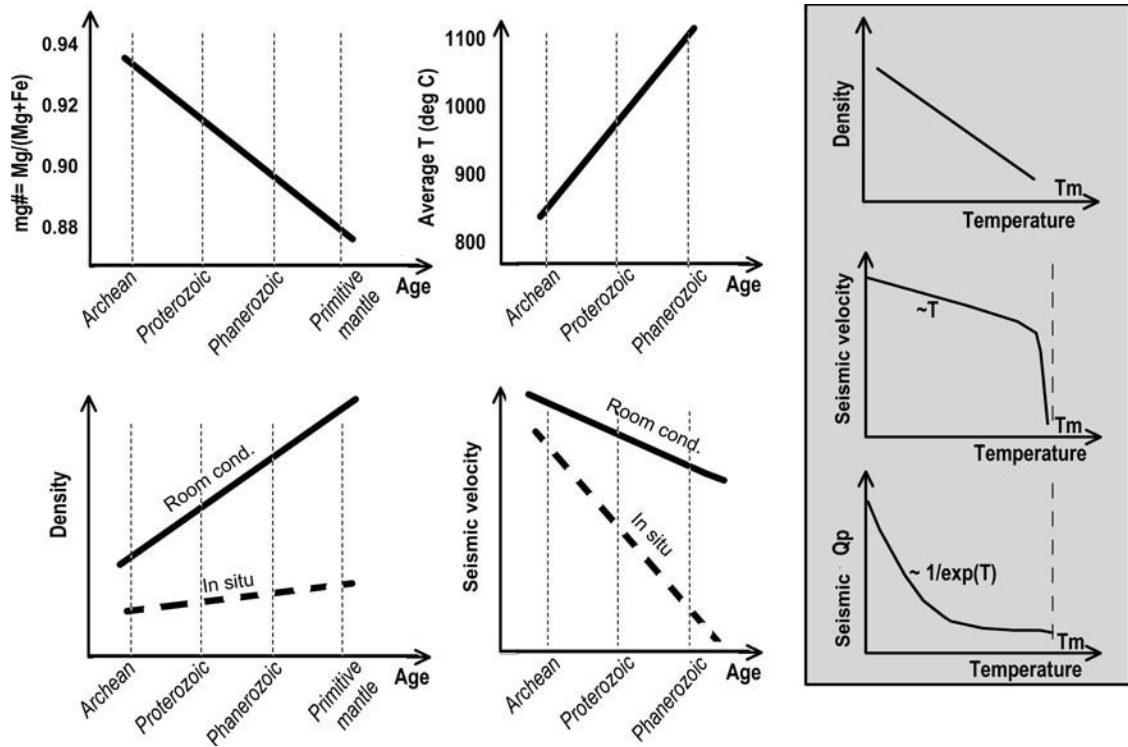 mg#= Mg/(Mg+Fe)
0.94
0.92
0.90
0.88
Archean
Proterozoic
Phanerozoic
Primitive
mantle
Age
Average T (deg C)
1100
1000
900
800
Archean
Proterozoic
Phanerozoic
Age
Density
Room cond.
In situ
Archean
Proterozoic
Phanerozoic
Primitive
mantle
Age
Seismic velocity
Room cond.
In situ
Archean
Proterozoic
Phanerozoic
Age
Density
Tm
Temperature
Seismic velocity
~T
Tm
Temperature
Seismic Qp
~ 1/exp(T)
Tm
Temperature